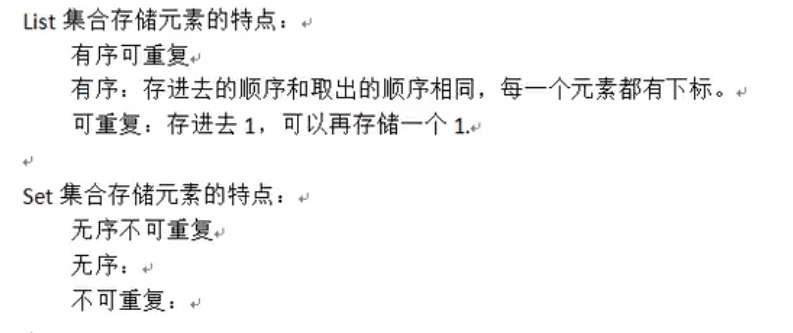 List 集合存储元素的特点：
有序可重复
有序：存进去的顺序和取出的顺序相同，每一个元素都有下标。
可重复：存进去 1，可以再存储一个 1.
Set 集合存储元素的特点：
无序不可重复
无序：
不可重复：